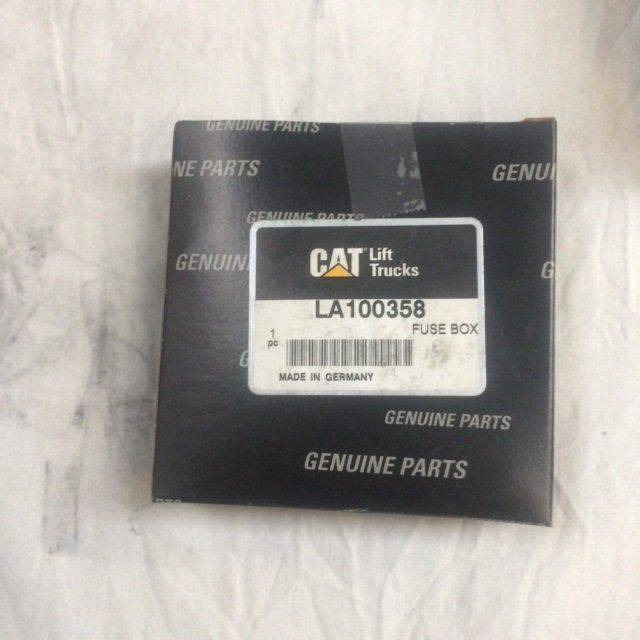 GENUINE PARTS
NE PARTS
GENUI
GENUINE PARTS
GENUIN
G
CAT Lift
Trucks
LA100358
1
pc
FUSE BOX
G
MADE IN GERMANY
GENUINE PARTS
GENUINE PARTS